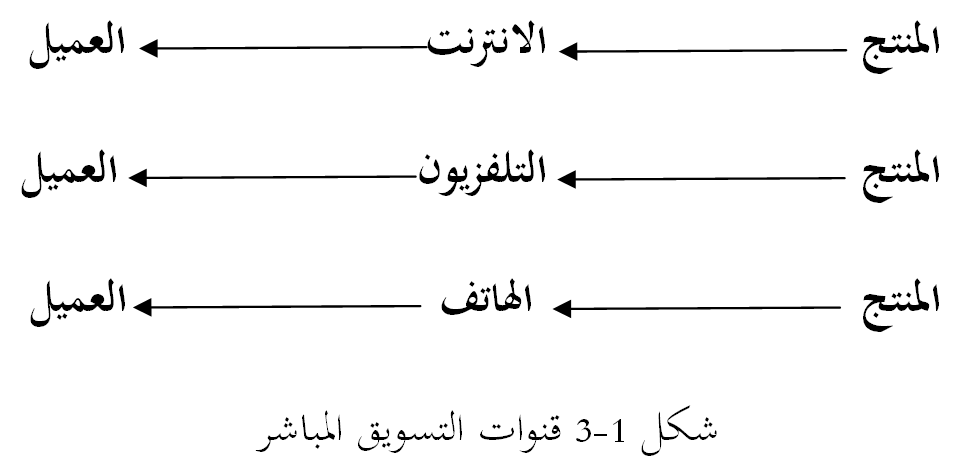 المنتج الانترنت العميل
المنتج التلفزيون العميل
المنتج الهاتف العميل
شكل 1-3 قنوات التسويق المباشر